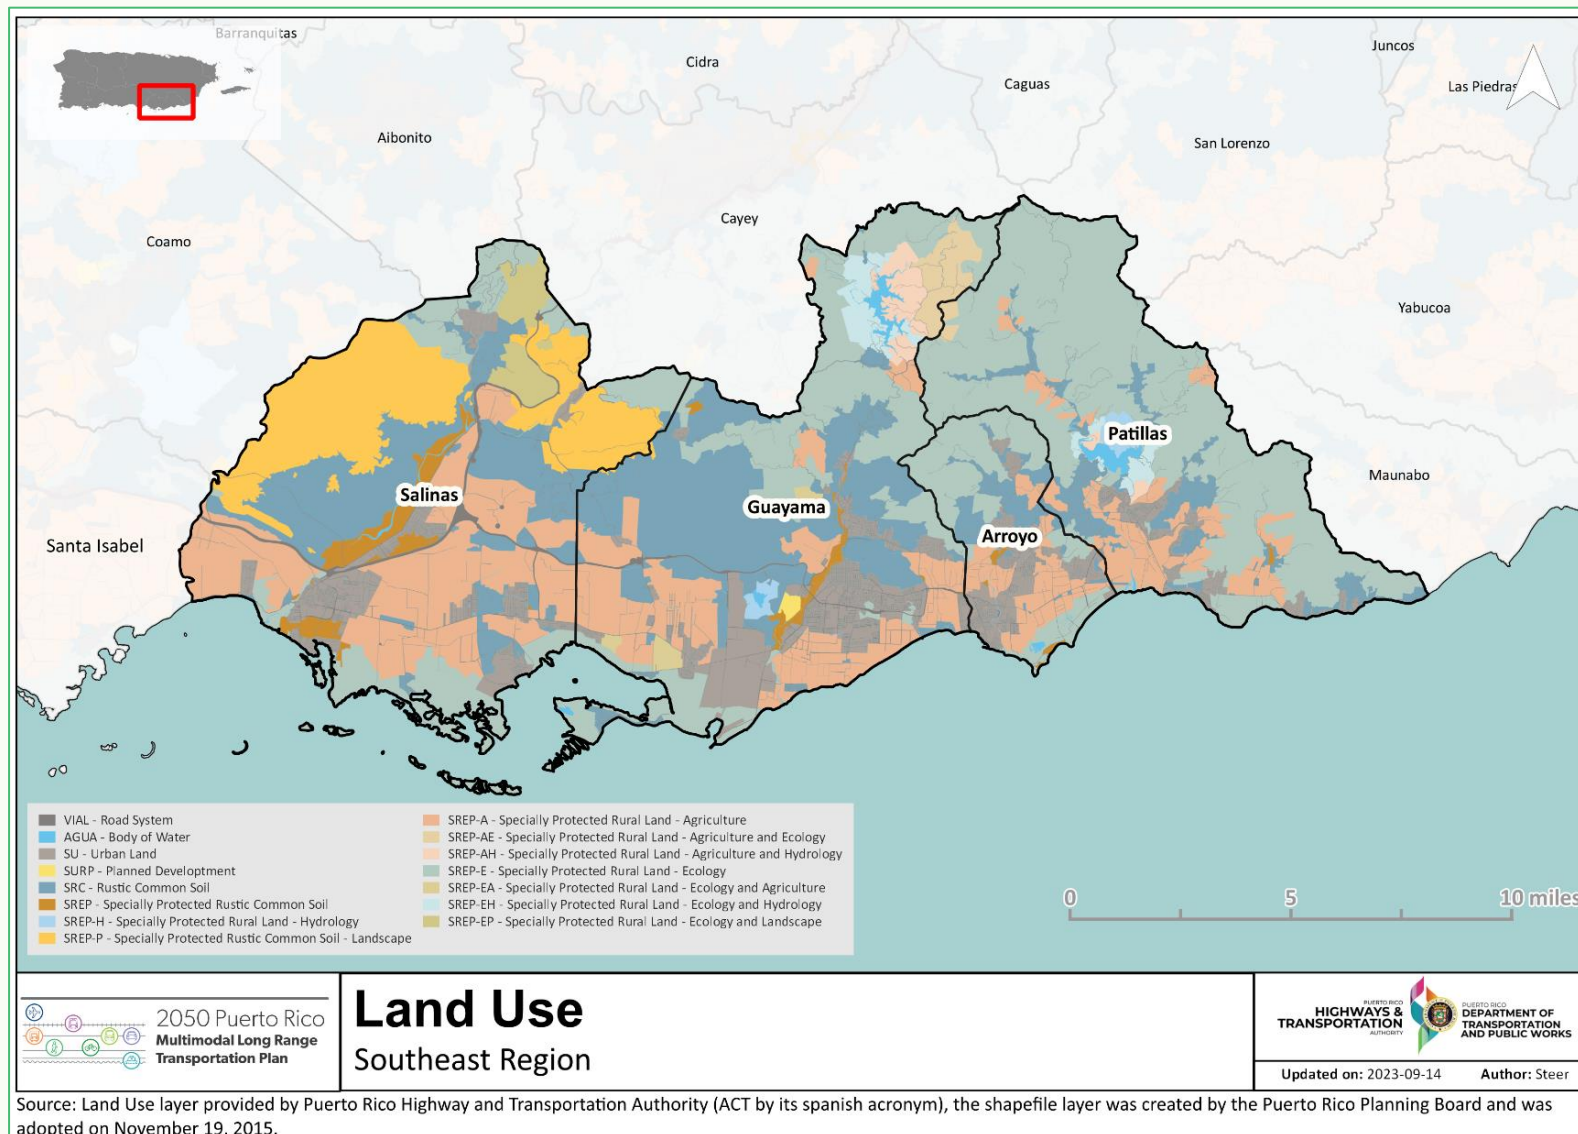 Barranquitas
Cidra
Caguas
Juncos
Las Piedras
Aibonito
San Lorenzo
Cayey
Coamo
Yabucoa
Patillas
Maunabo
Salinas
Guayama
Arroyo
Santa Isabel
VIAL - Road System
AGUA - Body of Water
SU - Urban Land
SURP - Planned Development
SRC - Rustic Common Soil
SREP - Specially Protected Rustic Common Soil
SREP-H - Specially Protected Rural Land - Hydrology
SREP-P - Specially Protected Rustic Common Soil - Landscape
SREP-A - Specially Protected Rural Land - Agriculture
SREP-AE - Specially Protected Rural Land - Agriculture and Ecology
SREP-AH - Specially Protected Rural Land - Agriculture and Hydrology
SREP-E - Specially Protected Rural Land - Ecology
SREP-EA - Specially Protected Rural Land - Ecology and Agriculture
SREP-EH - Specially Protected Rural Land - Ecology and Hydrology
SREP-EP - Specially Protected Rural Land - Ecology and Landscape
0 5 10 miles
2050 Puerto Rico
Multimodal Long Range
Transportation Plan
Land Use
Southeast Region
PUERTO RICO
HIGHWAYS &
TRANSPORTATION
AUTHORITY
PUERTO RICO
DEPARTMENT OF
TRANSPORTATION
AND PUBLIC WORKS
Updated on: 2023-09-14 Author: Steer
Source: Land Use layer provided by Puerto Rico Highway and Transportation Authority (ACT by its spanish acronym), the shapefile layer was created by the Puerto Rico Planning Board and was
adopted on November 19, 2015.